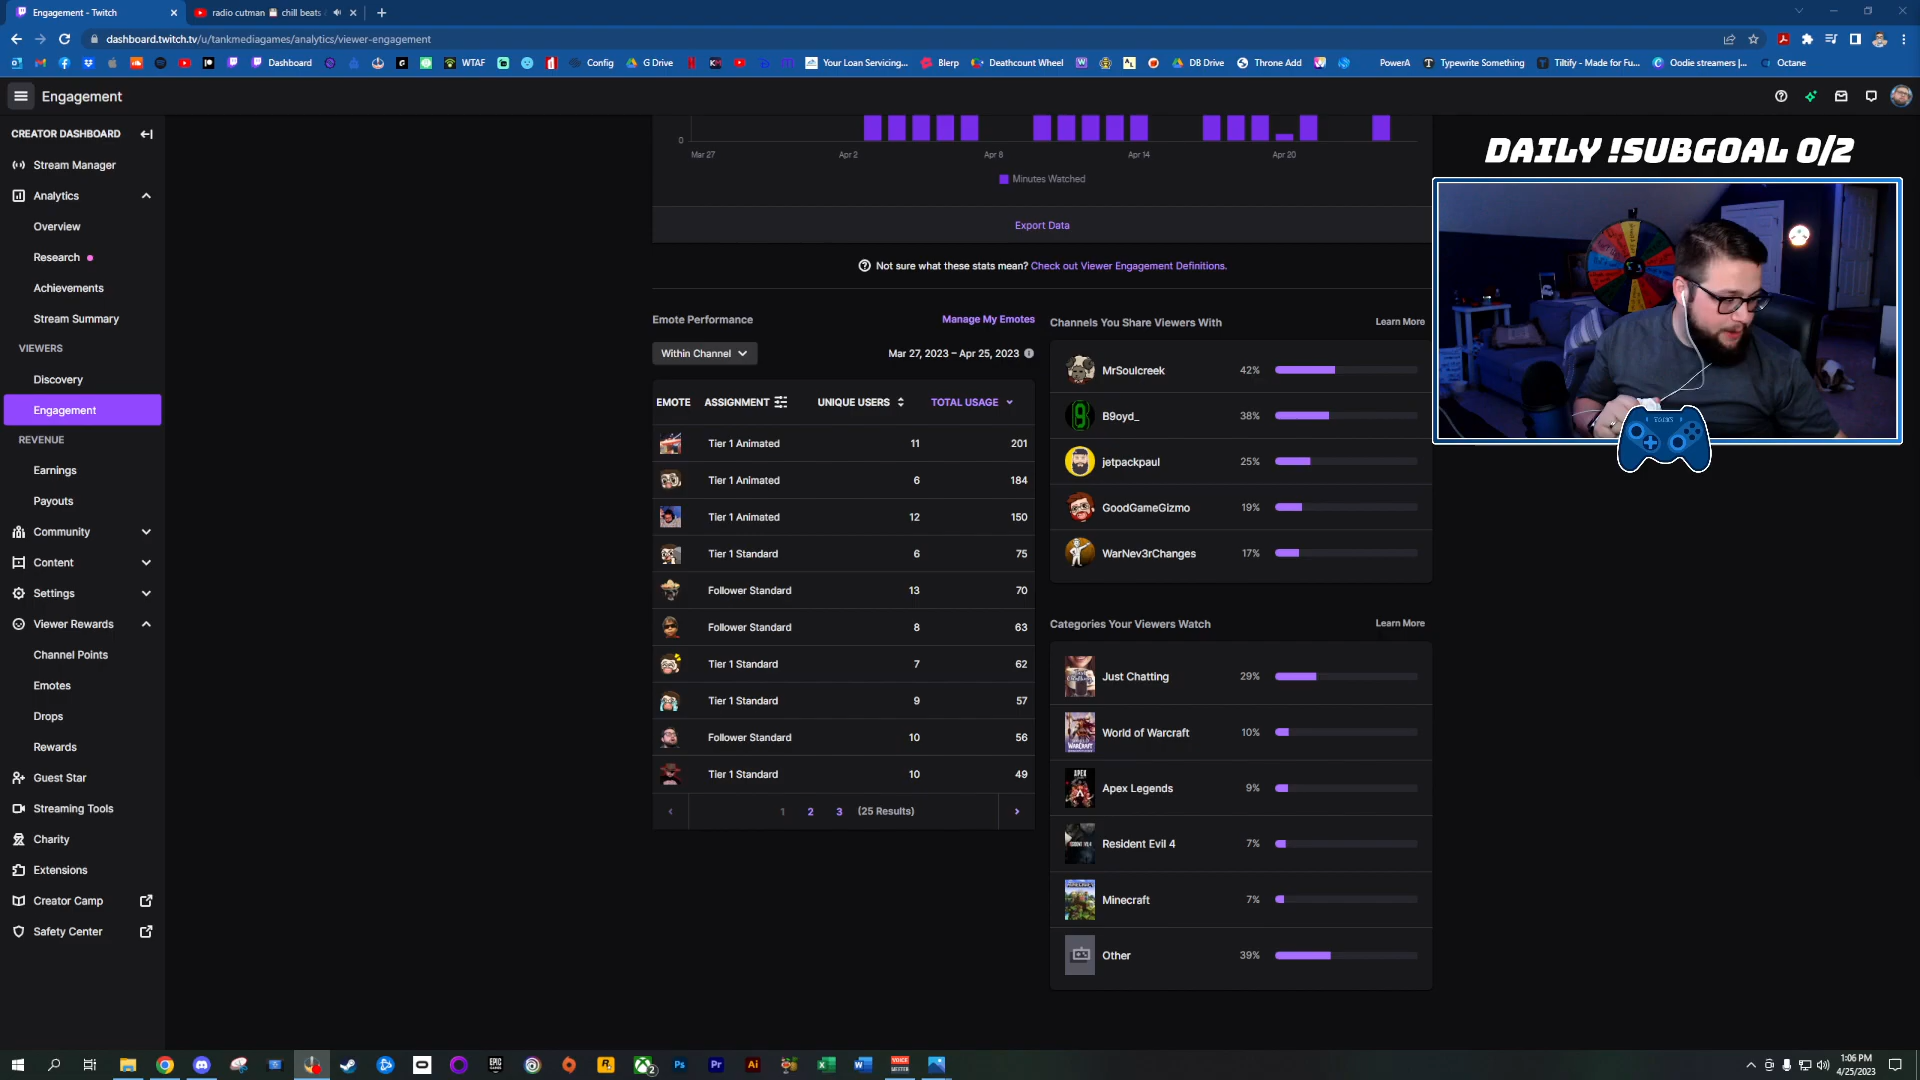 Engagement - Twitch
radio cutman 💾 chill beats
dashboard.twitch.tv/u/tankmediagames/analytics/viewer-engagement
Dashboard
WTAF
Config
G Drive
Your Loan Servicing...
Blerp
Deathcount Wheel
DB Drive
Throne Add
PowerA
Typewrite Something
Tiltify - Made for Fu...
Oodie streamers |...
Octane
Engagement
CREATOR DASHBOARD
Stream Manager
Analytics
Overview
Research
Achievements
Stream Summary
VIEWERS
Discovery
Engagement
REVENUE
Earnings
Payouts
Community
Content
Settings
Viewer Rewards
Channel Points
Emotes
Drops
Rewards
Guest Star
Streaming Tools
Charity
Extensions
Creator Camp
Safety Center
0
Mar 27 Apr 2 Apr 8 Apr 14 Apr 20
Minutes Watched
Export Data
Not sure what these stats mean? Check out Viewer Engagement Definitions.
Emote Performance Manage My Emotes
Within Channel Mar 27, 2023 – Apr 25, 2023
EMOTE ASSIGNMENT UNIQUE USERS TOTAL USAGE
Tier 1 Animated 11 201
Tier 1 Animated 6 184
Tier 1 Animated 12 150
Tier 1 Standard 6 75
Follower Standard 13 70
Follower Standard 8 63
Tier 1 Standard 7 62
Tier 1 Standard 9 57
Follower Standard 10 56
Tier 1 Standard 10 49
1 2 3 (25 Results)
Channels You Share Viewers With Learn More
MrSoulcreek 42%
B9oyd_ 38%
jetpackpaul 25%
GoodGameGizmo 19%
WarNev3rChanges 17%
Categories Your Viewers Watch Learn More
Just Chatting 29%
World of Warcraft 10%
Apex Legends 9%
Resident Evil 4 7%
Minecraft 7%
Other 39%
DAILY !SUBGOAL 0/2
1:06 PM
4/25/2023